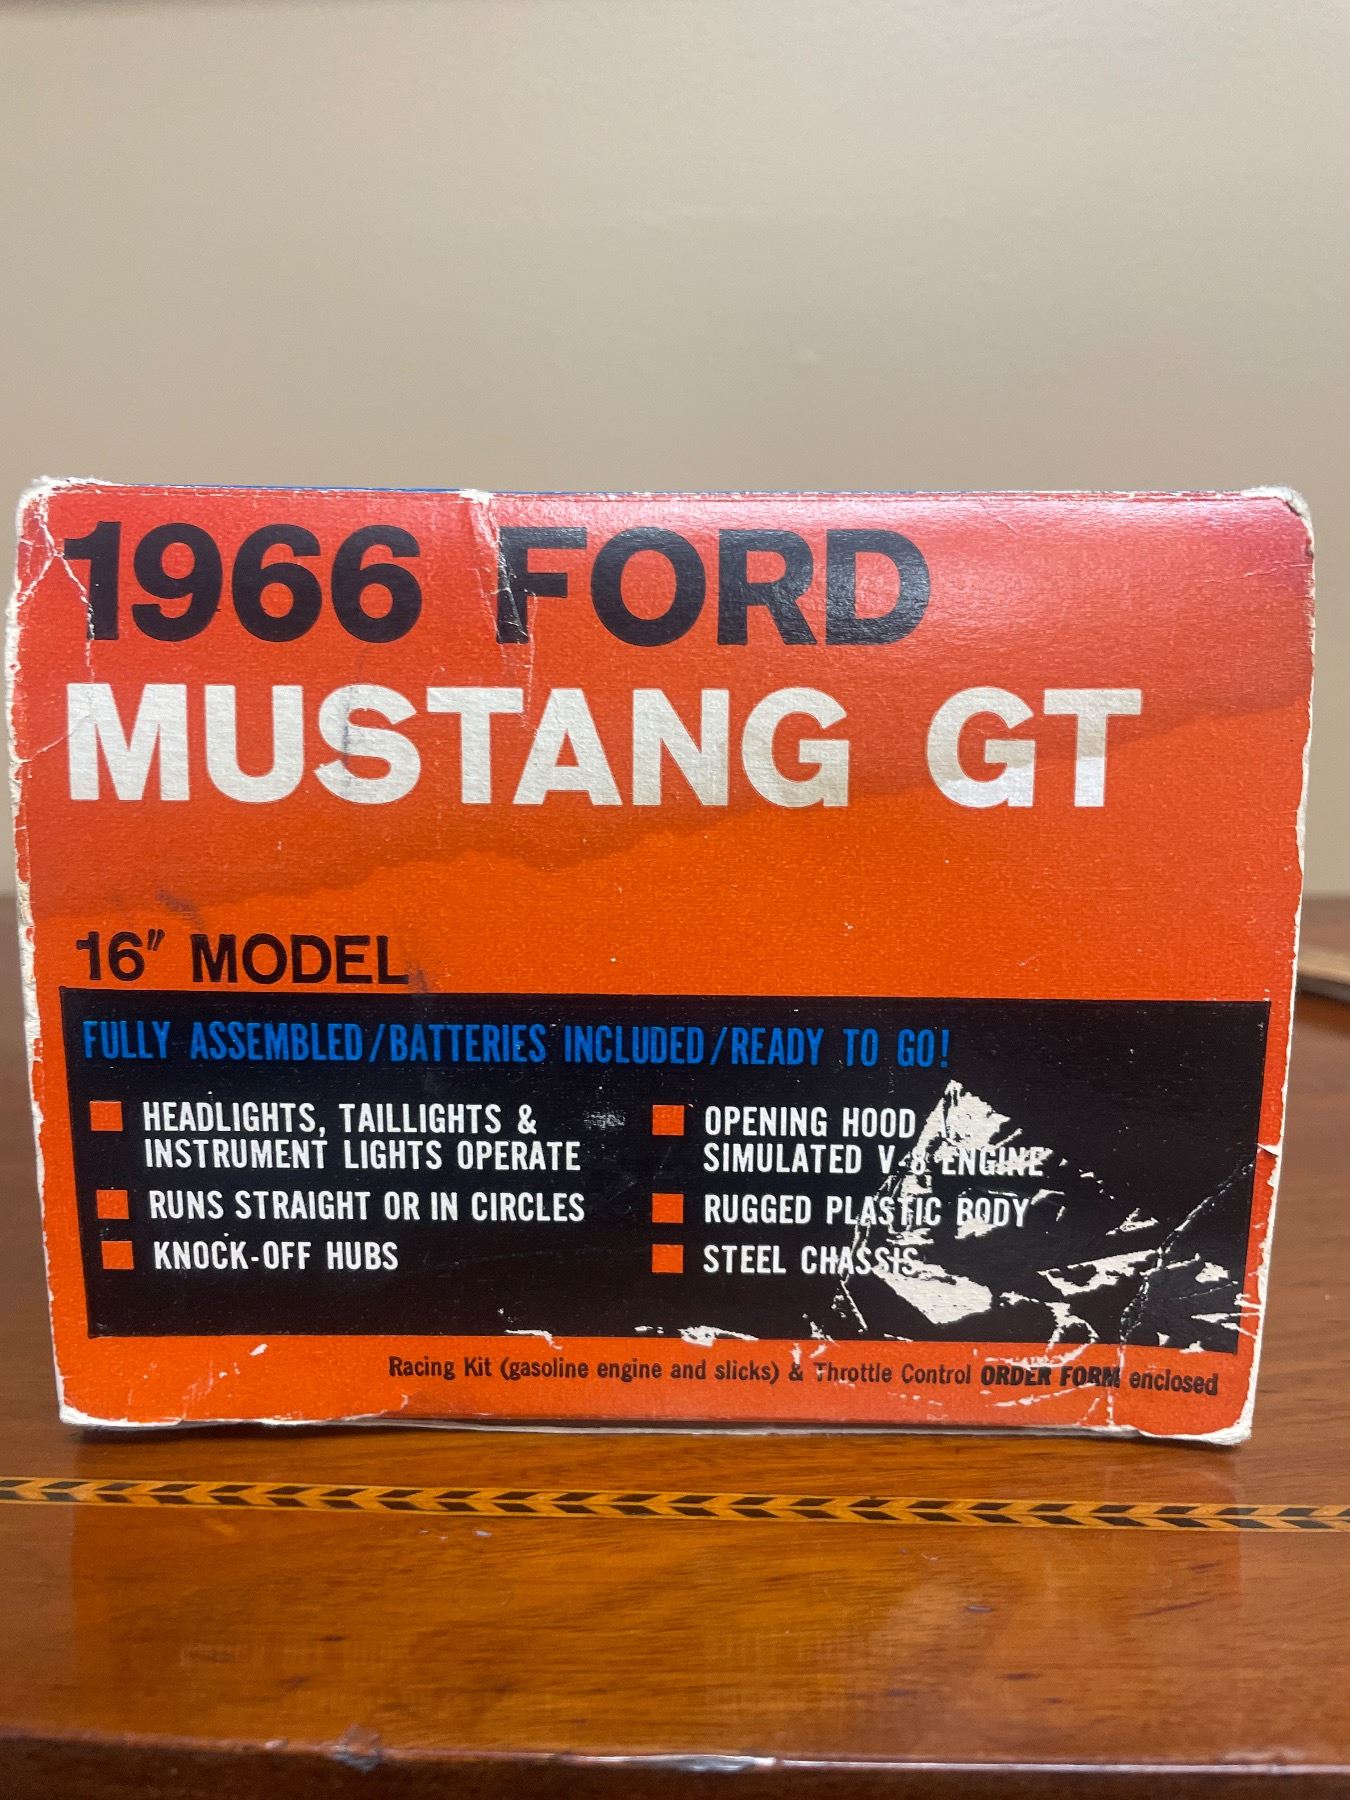 1966 FORD
MUSTANG GT
16" MODEL
FULLY ASSEMBLED/BATTERIES INCLUDED/READY TO GO!
HEADLIGHTS, TAILLIGHTS &
INSTRUMENT LIGHTS OPERATE
RUNS STRAIGHT OR IN CIRCLES
KNOCK-OFF HUBS
OPENING HOOD
SIMULATED V-8 ENGINE
RUGGED PLASTIC BODY
STEEL CHASSIS
Racing Kit (gasoline engine and slicks) & Throttle Control ORDER FORM enclosed